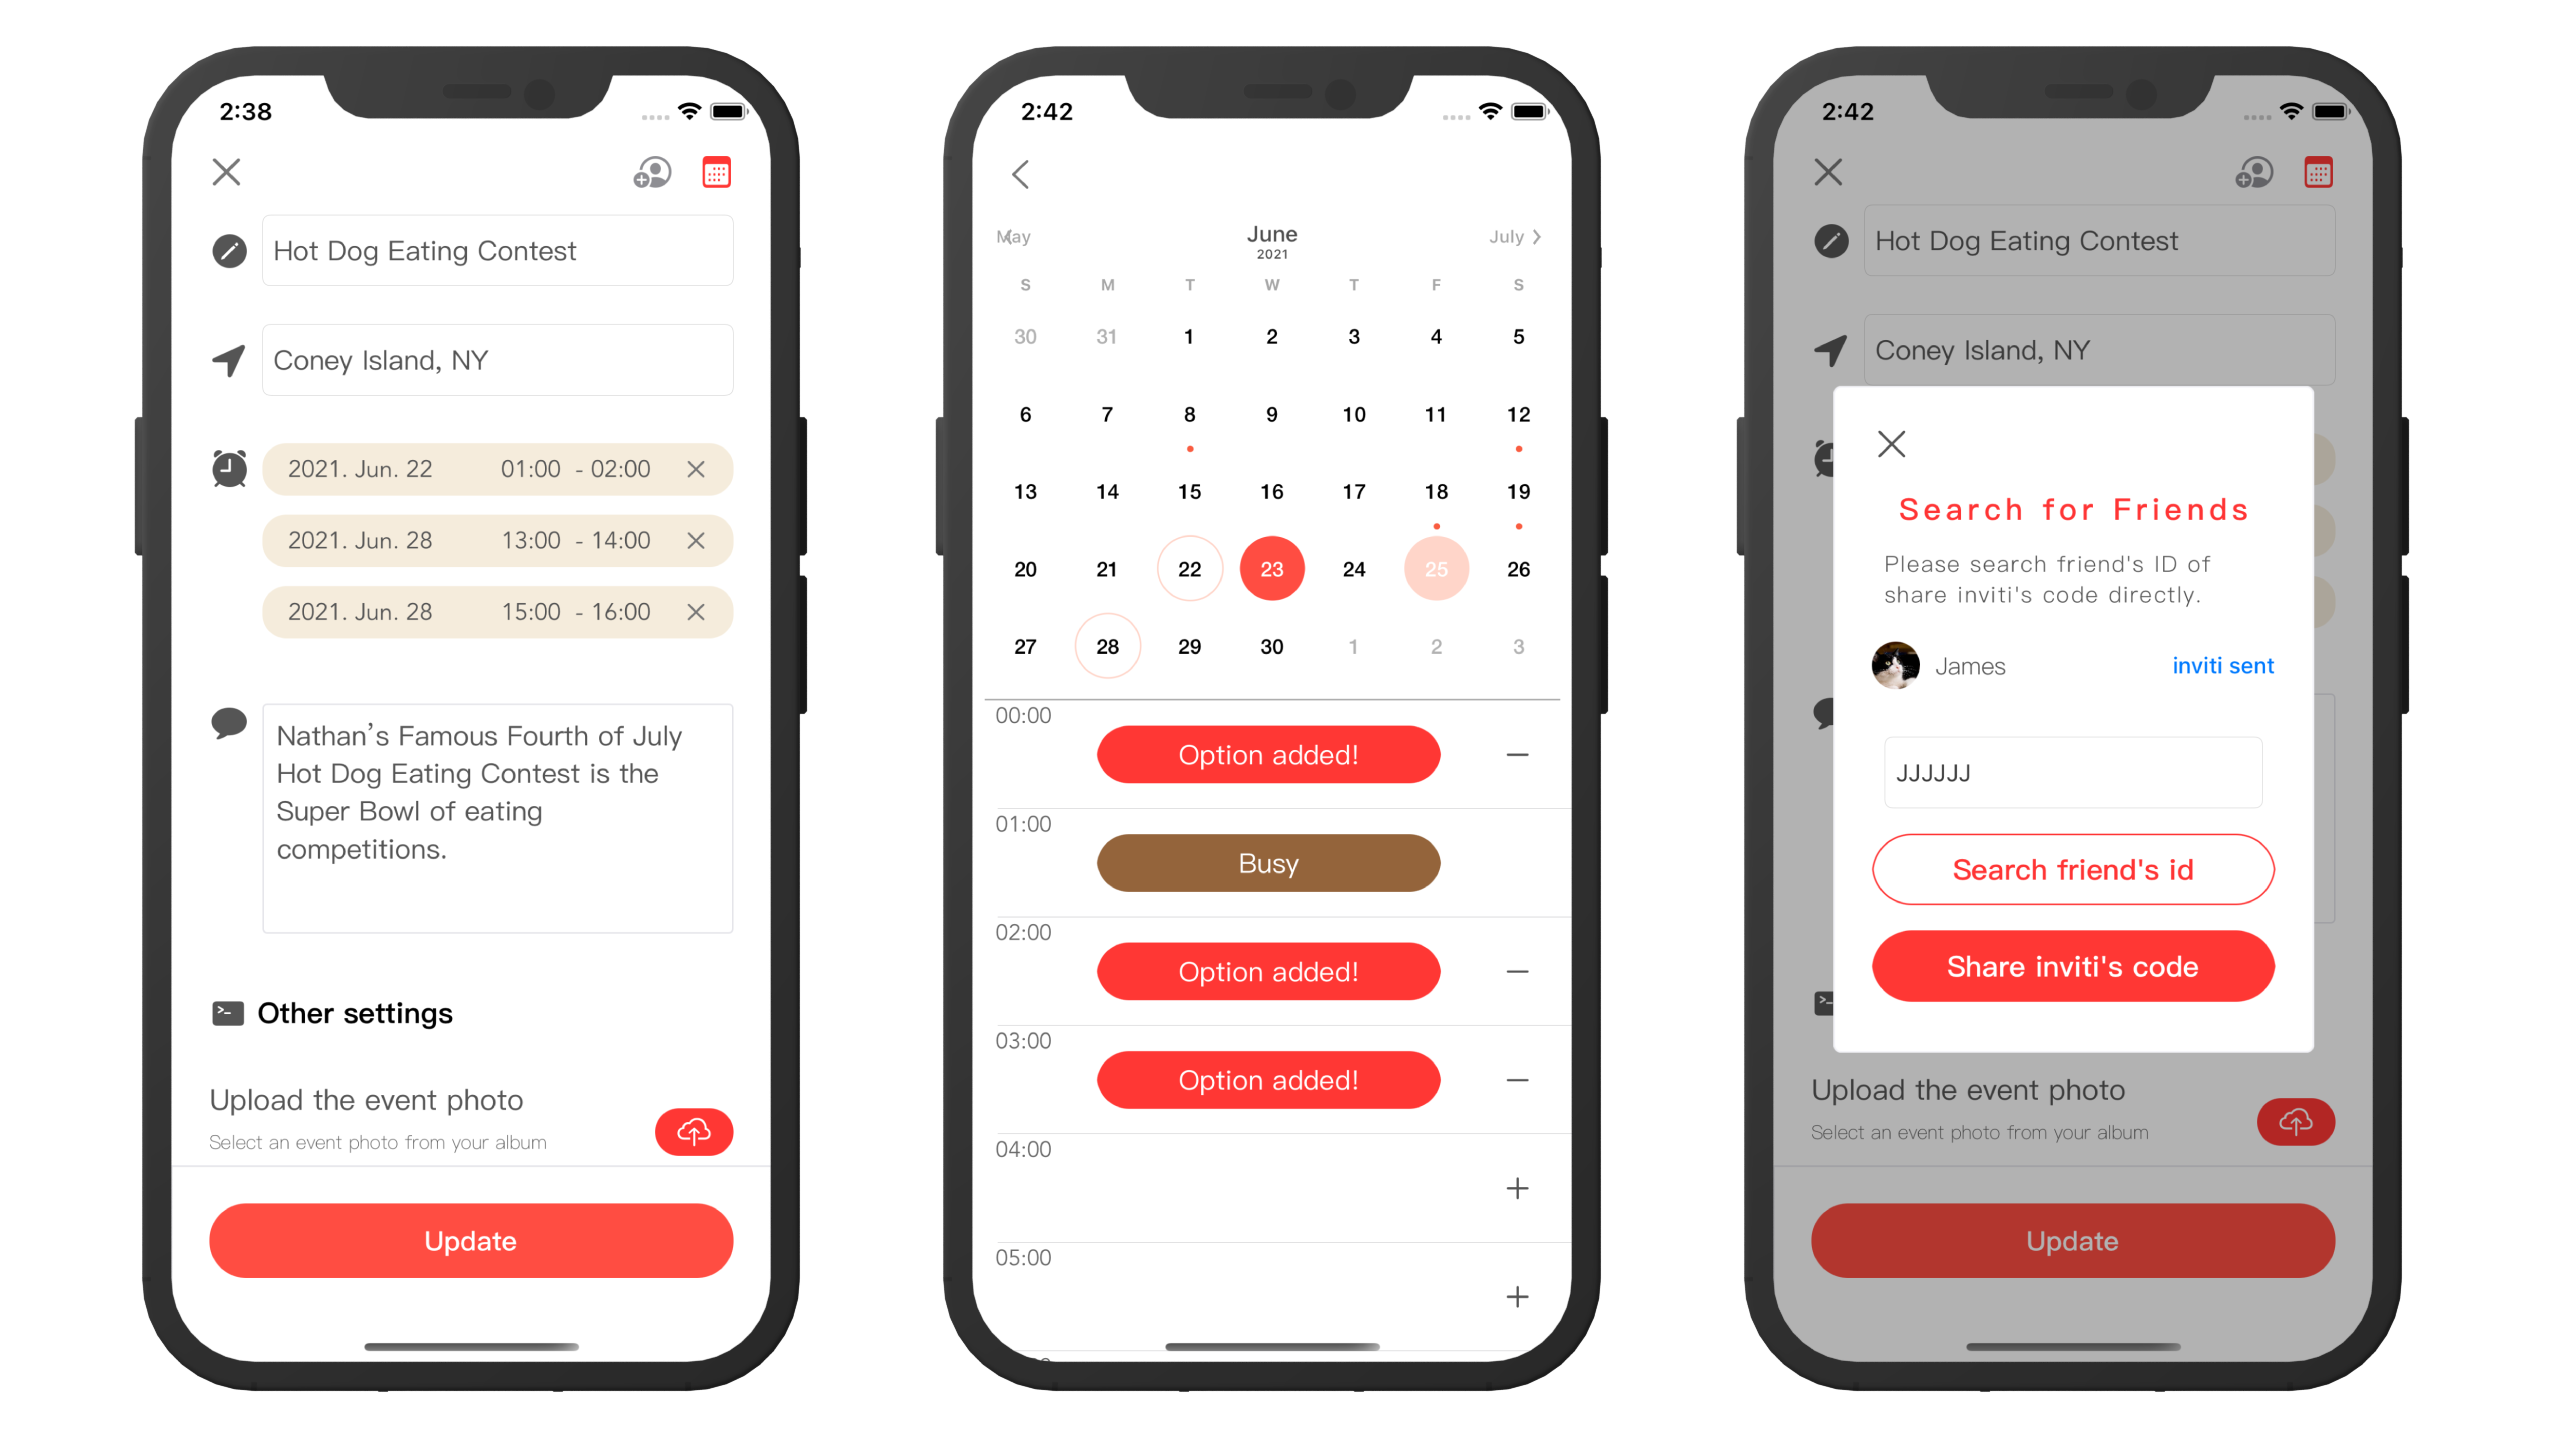 2:38
Hot Dog Eating Contest
Coney Island, NY
2021. Jun. 22 01:00 - 02:00
2021. Jun. 28 13:00 - 14:00
2021. Jun. 28 15:00 - 16:00
Nathan's Famous Fourth of July
Hot Dog Eating Contest is the
Super Bowl of eating
competitions.
Other settings
Upload the event photo
Select an event photo from your album
Update
2:42
May June July
2021
S M T W T F S
30 31 1 2 3 4 5
6 7 8 9 10 11 12
13 14 15 16 17 18 19
20 21 22 23 24 25 26
27 28 29 30 1 2 3
00:00
Option added!
01:00
Busy
02:00
Option added!
03:00
Option added!
04:00
05:00
2:42
Hot Dog Eating Contest
Coney Island, NY
Search for Friends
Please search friend's ID of
share inviti's code directly.
James inviti sent
JJJJJJ
Search friend's id
Share inviti's code
Upload the event photo
Select an event photo from your album
Update